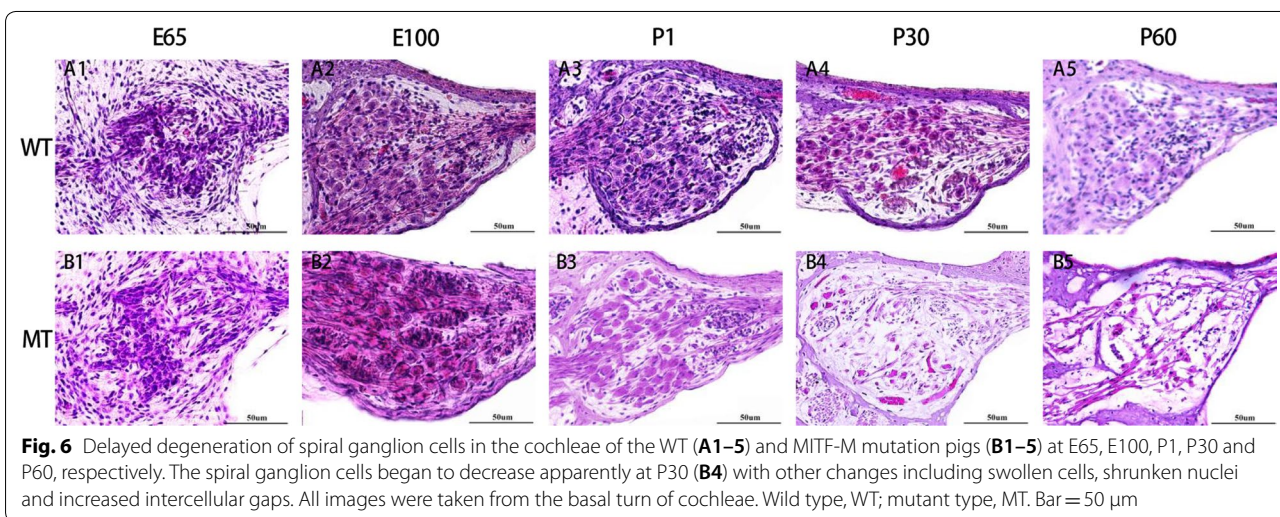 E65 E100 P1 P30 P60
WT
A1 A2 A3 A4 A5
50um 50um 50um 50um 50um
MT
B1 B2 B3 B4 B5
50um 50um 50um 50um 50um
Fig. 6 Delayed degeneration of spiral ganglion cells in the cochleae of the WT (A1–5) and MITF-M mutation pigs (B1–5) at E65, E100, P1, P30 and
P60, respectively. The spiral ganglion cells began to decrease apparently at P30 (B4) with other changes including swollen cells, shrunken nuclei
and increased intercellular gaps. All images were taken from the basal turn of cochleae. Wild type, WT; mutant type, MT. Bar = 50 μm